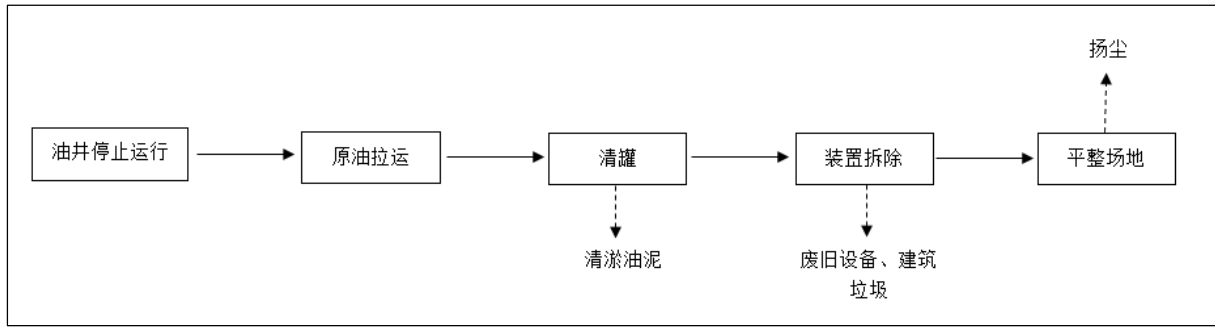 扬尘
油井停止运行
原油拉运
清罐
装置拆除
平整场地
清淤油泥
废旧设备、建筑
垃圾